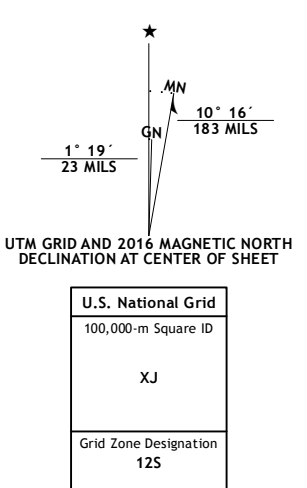 ★
MN
GN
10° 16´
183 MILS
1° 19´
23 MILS
UTM GRID AND 2016 MAGNETIC NORTH
DECLINATION AT CENTER OF SHEET
U.S. National Grid
100,000-m Square ID
XJ
Grid Zone Designation
12S